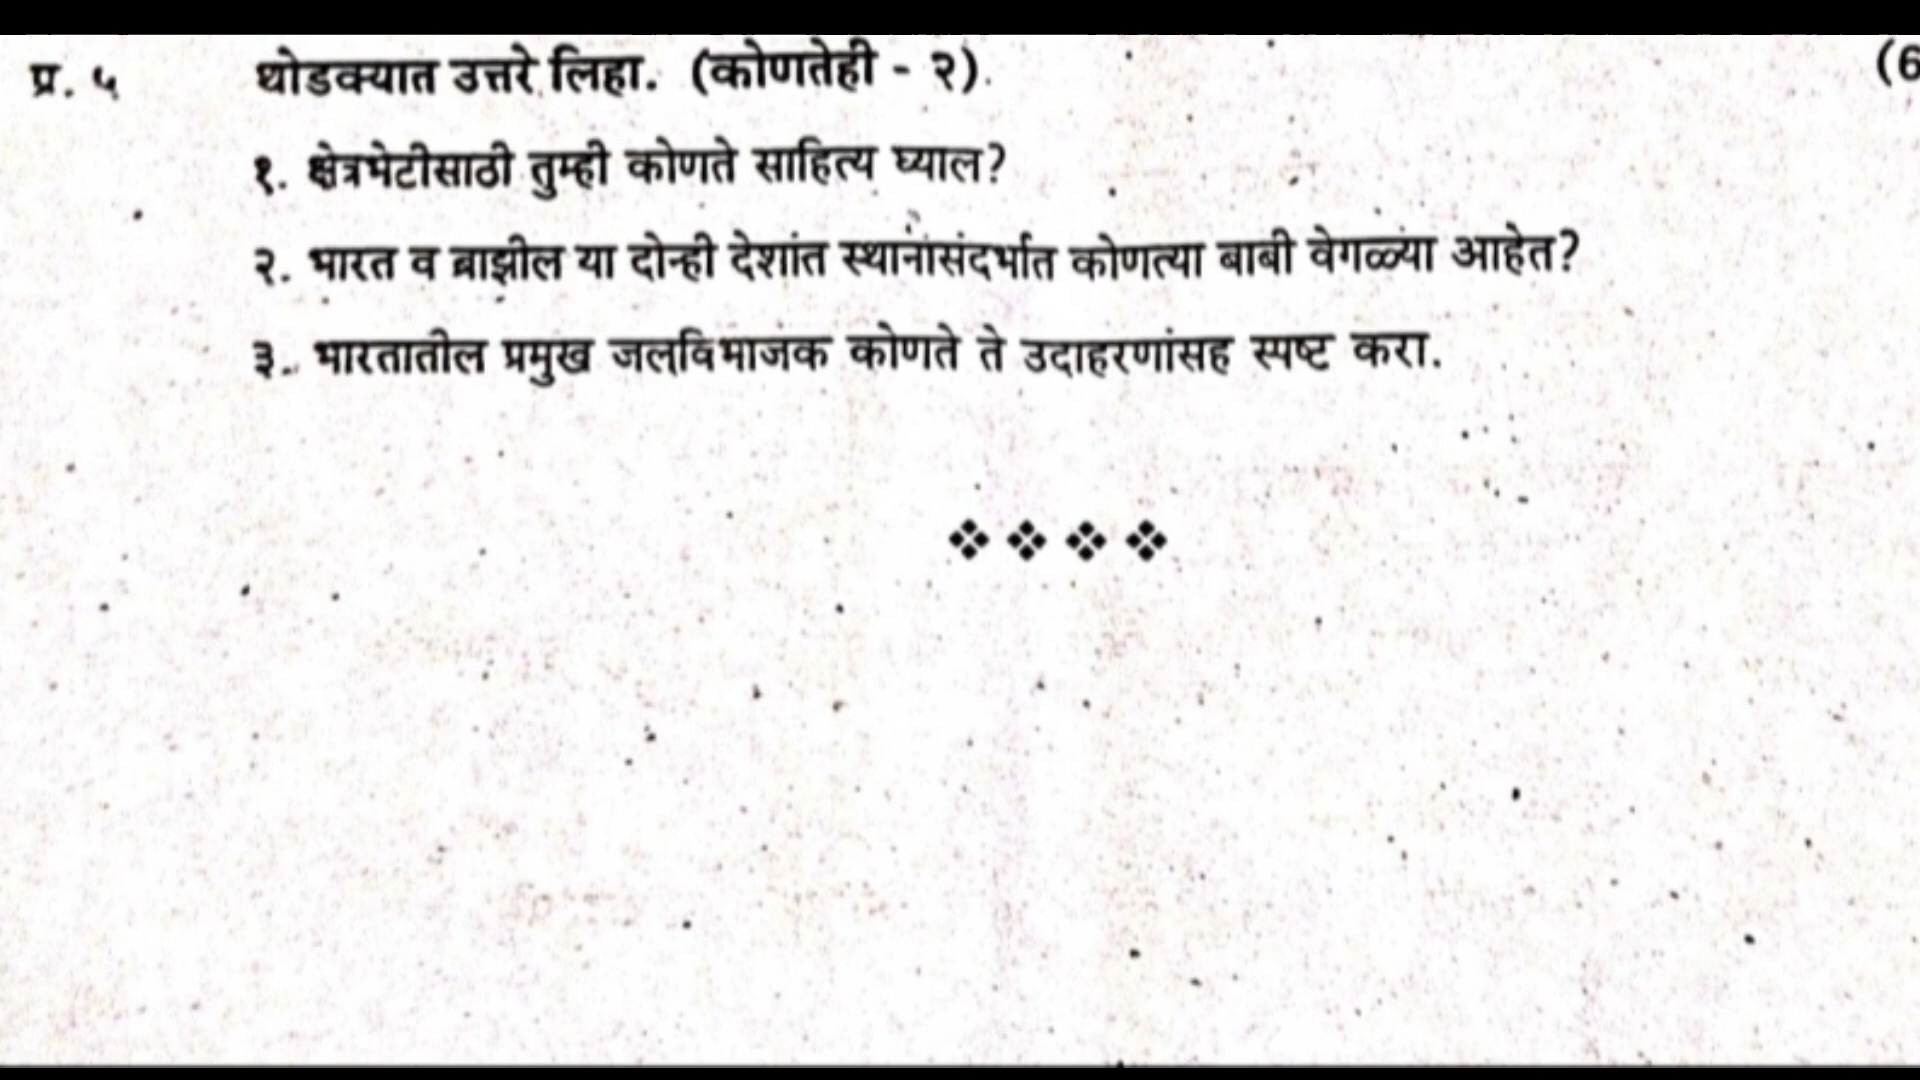 प्र. ५ थोडक्यात उत्तरे लिहा. (कोणतेही - २). (6
१. क्षेत्रभेटीसाठी तुम्ही कोणते साहित्य घ्याल?
२. भारत व ब्राझील या दोन्ही देशांत स्थानासंदर्भात कोणत्या बाबी वेगळ्या आहेत?
३. भारतातील प्रमुख जलविभाजक कोणते ते उदाहरणांसह स्पष्ट करा.